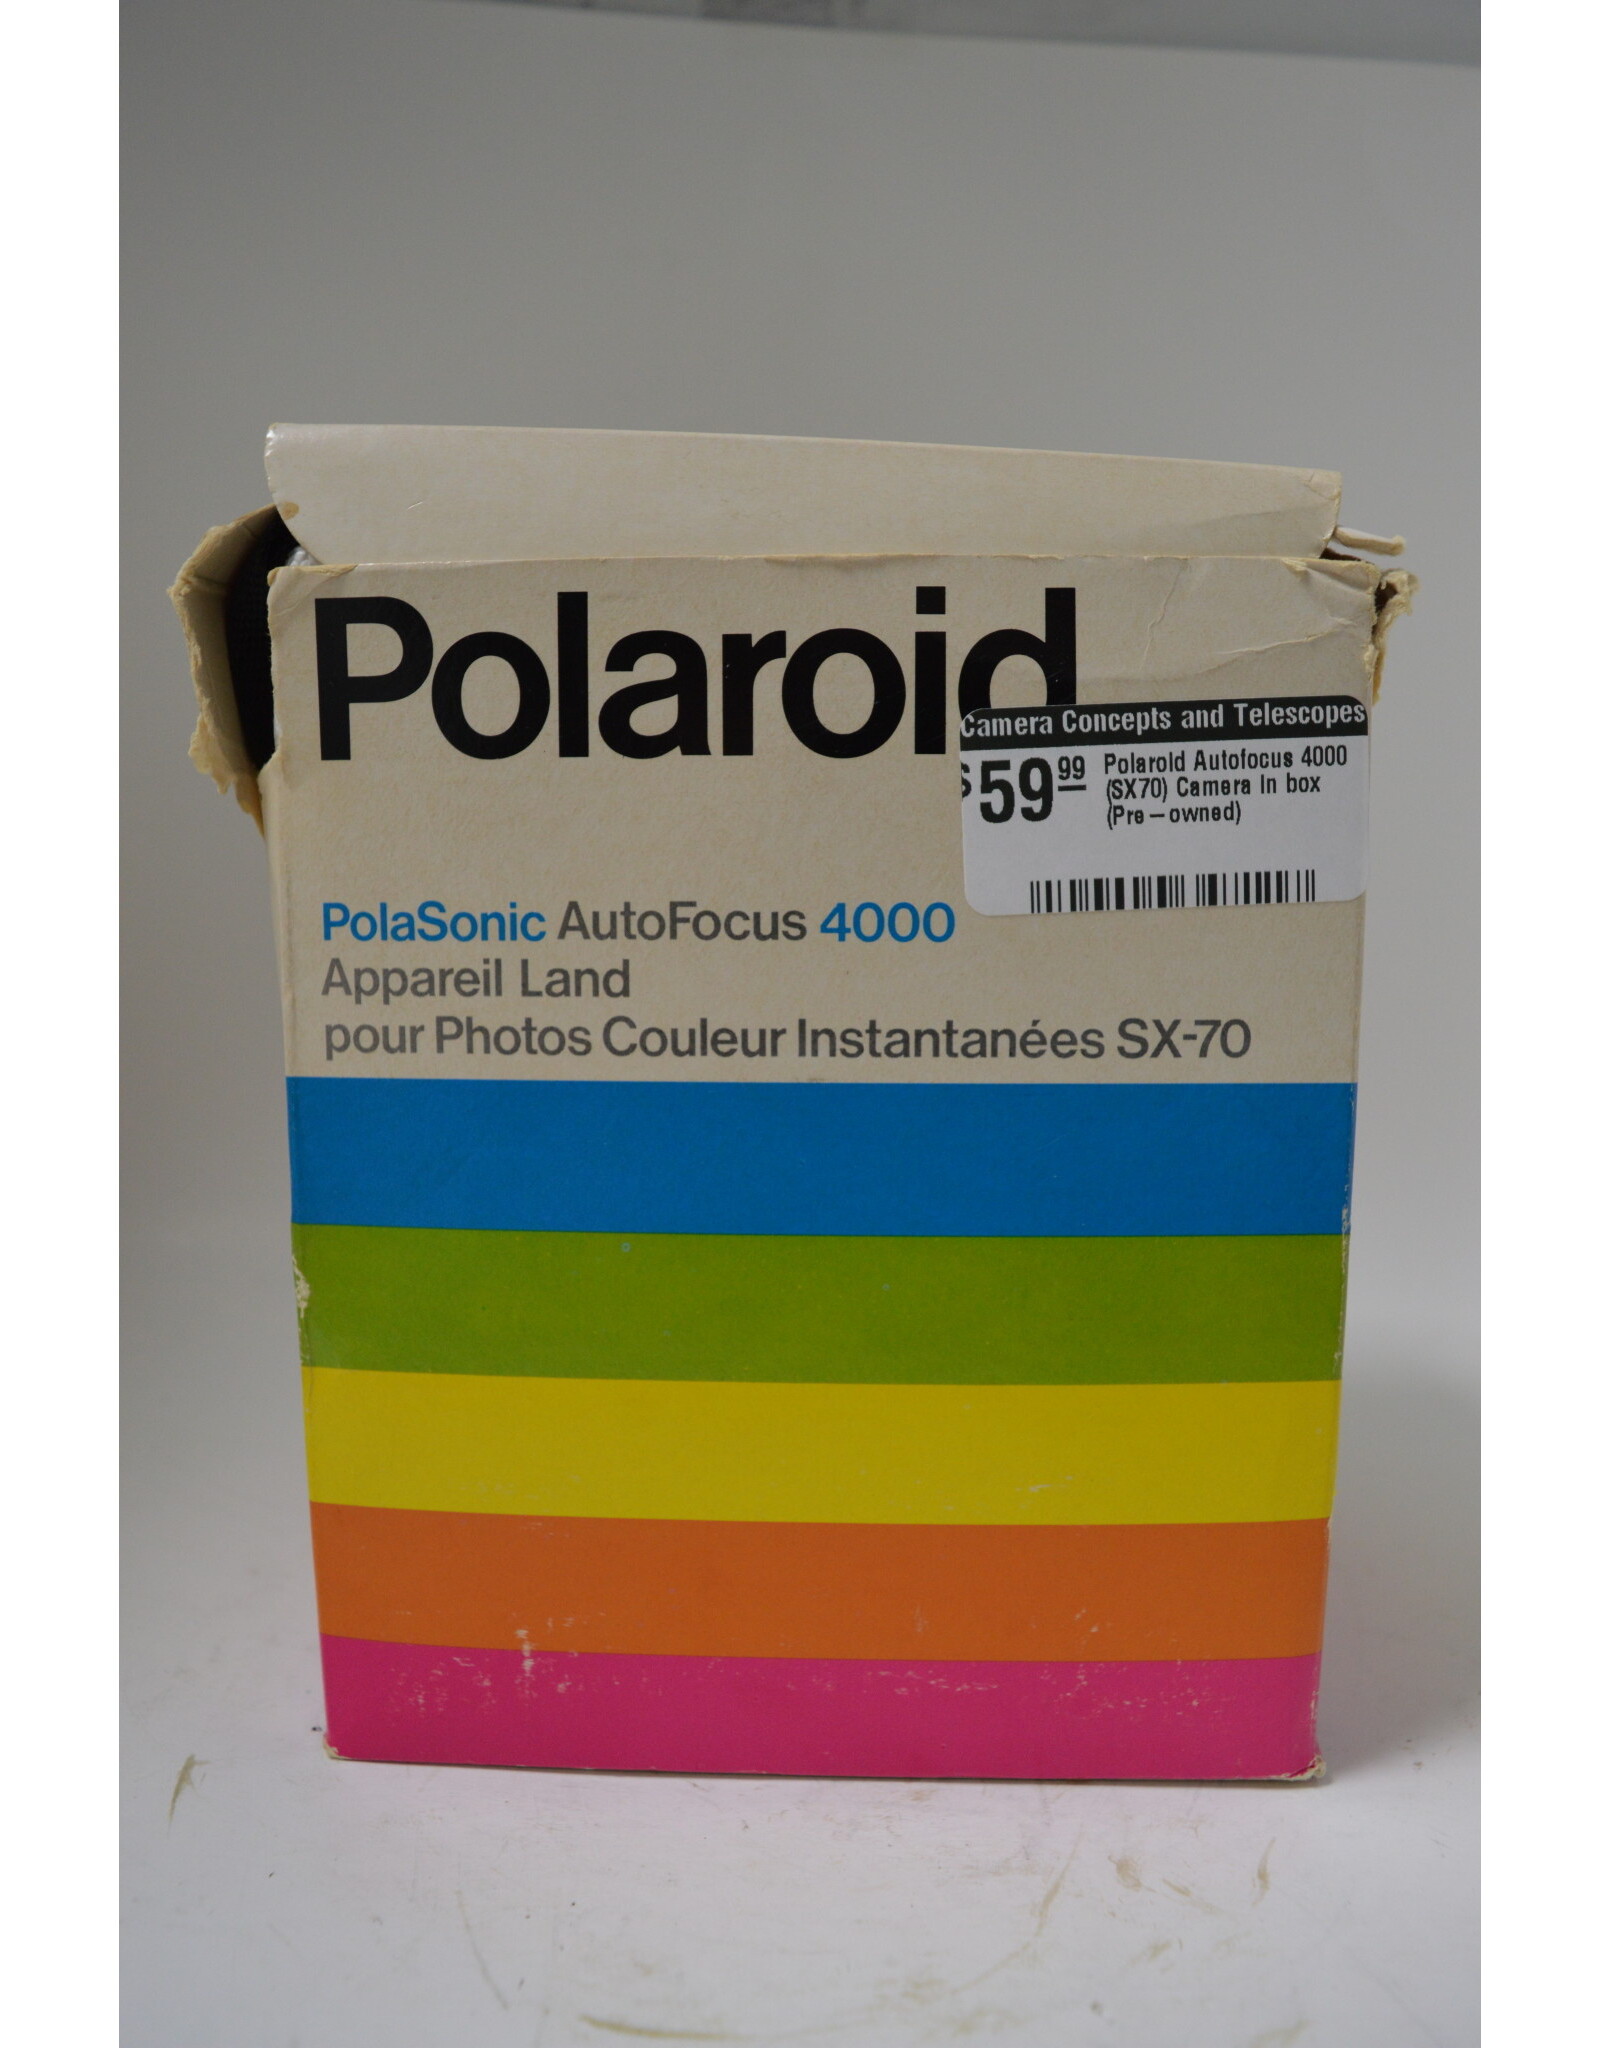 Polaroid
Camera Concepts and Telescopes
$59.99
Polaroid Autofocus 4000
(SX70) Camera In box
(Pre-owned)
PolaSonic AutoFocus 4000
Appareil Land
pour Photos Couleur Instantanées SX-70